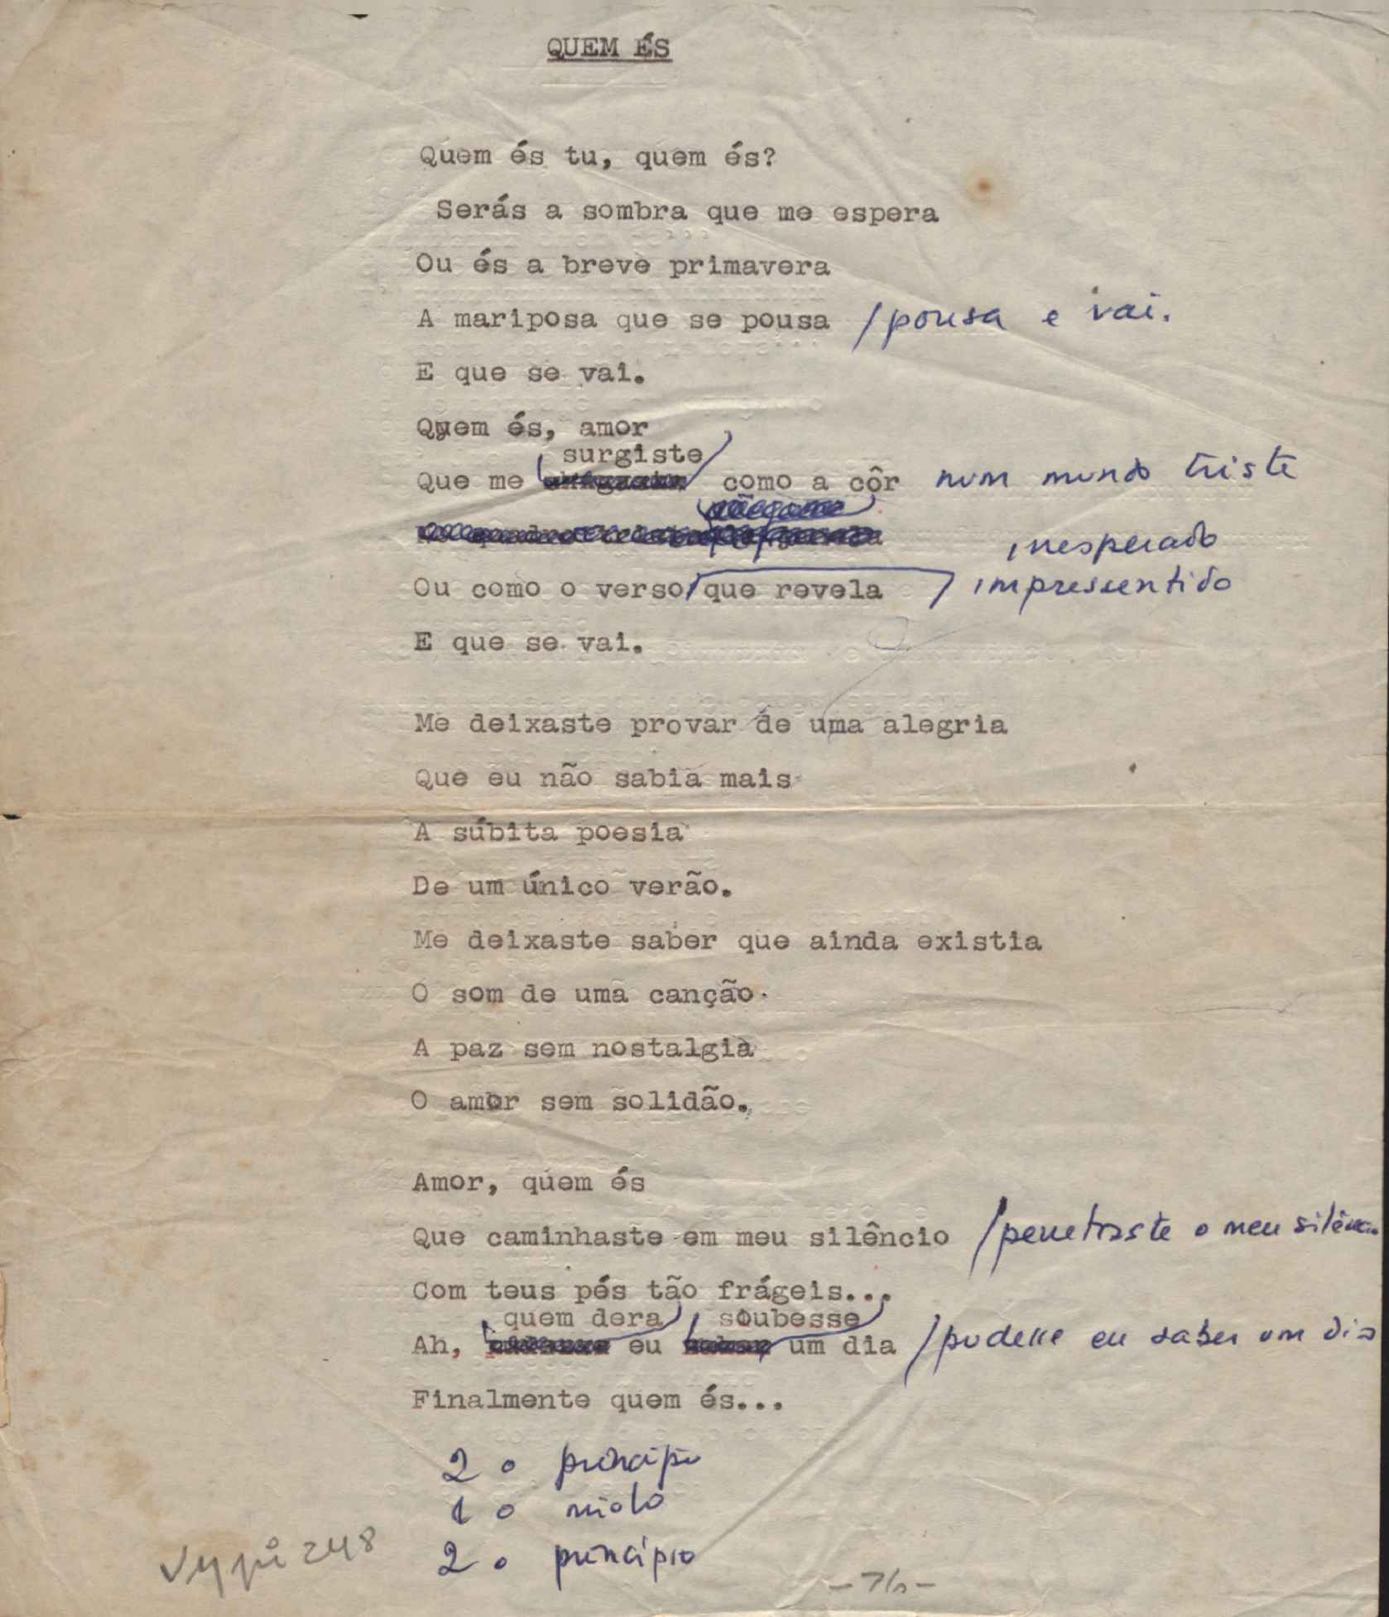 QUEM ÉS
Quem és tu, quem és?
Serás a sombra que me espera
Ou és a breve primavera
A mariposa que se pousa /pousa e vai.
E que se vai.
Quem és, amor
surgiste
Que me como a côr num mundo triste
inesperado
Ou como o verso que revela impressentido
E que se vai.
Me deixaste provar de uma alegria
Que eu não sabia mais
A súbita poesia
De um único verão.
Me deixaste saber que ainda existia
O som de uma canção.
A paz sem nostalgia
O amor sem solidão.
Amor, quem és
Que caminhaste em meu silêncio /penetraste o meu silêncio
Com teus pés tão frágeis...
quem dera soubesse
Ah, eu um dia /pudesse eu saber um dia
Finalmente quem és...
2 o princípio
1 o meio
2 o princípio
248